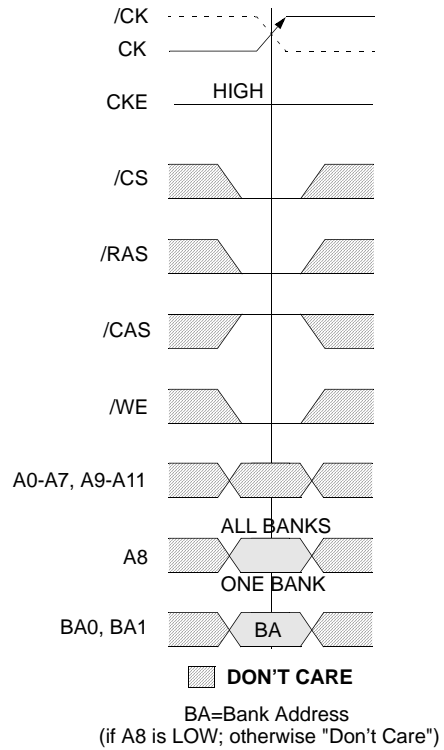 /CK
CK
CKE HIGH
/CS
/RAS
/CAS
/WE
A0-A7, A9-A11
ALL BANKS
A8
ONE BANK
BA0, BA1 BA
DON'T CARE
BA=Bank Address
(if A8 is LOW; otherwise "Don't Care")